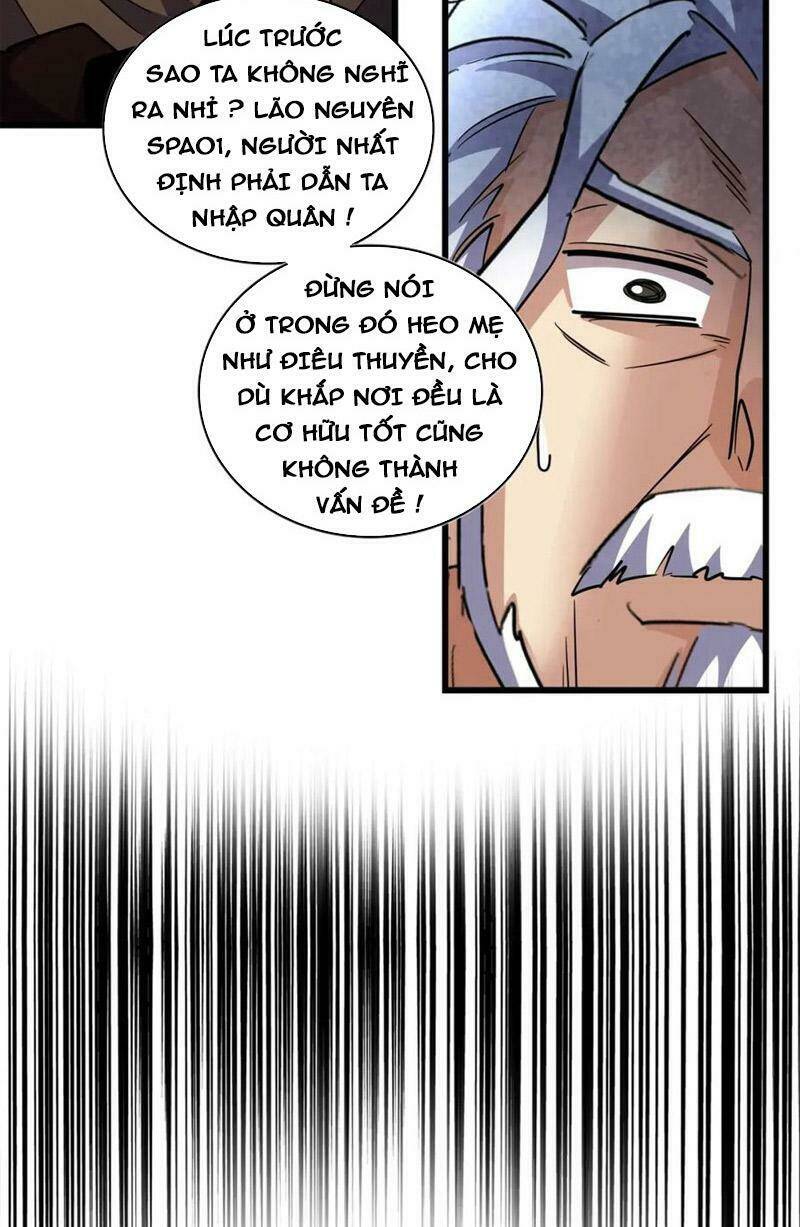 LÚC TRƯỚC
SAO TA KHÔNG NGHĨ
RA NHỈ ? LÃO NGUYÊN
SPAO1, NGƯỜI NHẤT
ĐỊNH PHẢI DẪN TA
NHẬP QUÂN !
ĐỪNG NÓI
Ở TRONG ĐÓ HEO MẸ
NHƯ ĐIÊU THUYỀN, CHO
DÙ KHẮP NƠI ĐỀU LÀ
CƠ HỮU TỐT CŨNG
KHÔNG THÀNH
VẤN ĐỀ !